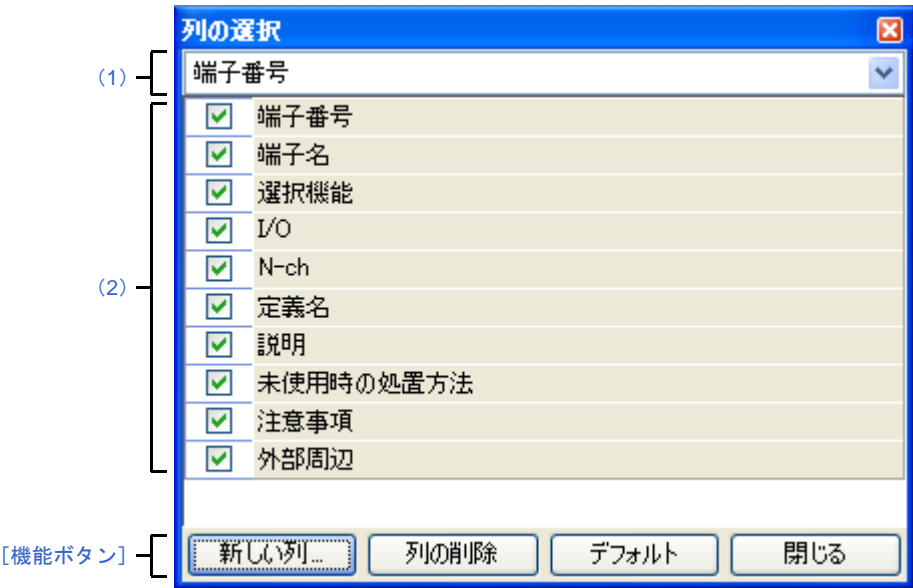 列の選択
(1)
端子番号
端子番号
端子名
選択機能
I/O
N-ch
(2)
定義名
説明
未使用時の処置方法
注意事項
外部周辺
[機能ボタン]
新しい列... 列の削除 デフォルト 閉じる